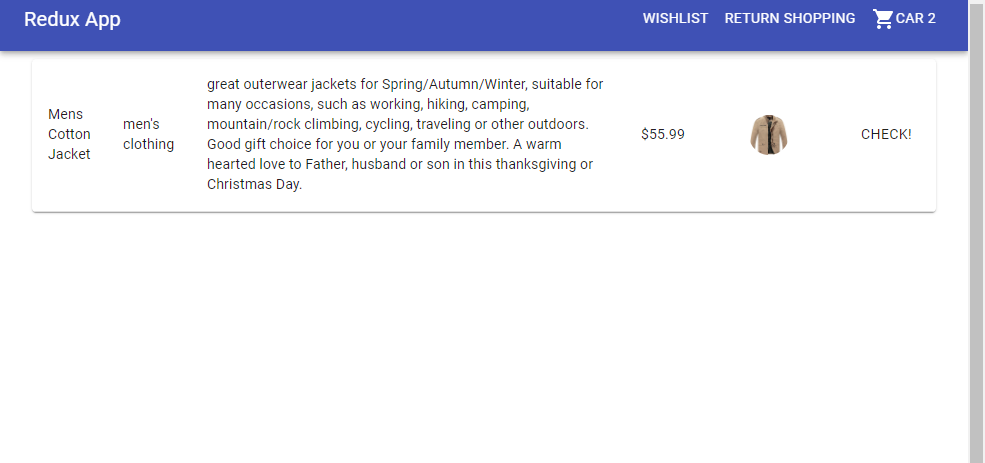 Redux App
WISHLIST RETURN SHOPPING CAR 2
Mens
Cotton
Jacket
men's
clothing
great outerwear jackets for Spring/Autumn/Winter, suitable for
many occasions, such as working, hiking, camping,
mountain/rock climbing, cycling, traveling or other outdoors.
Good gift choice for you or your family member. A warm
hearted love to Father, husband or son in this thanksgiving or
Christmas Day.
$55.99
CHECK!